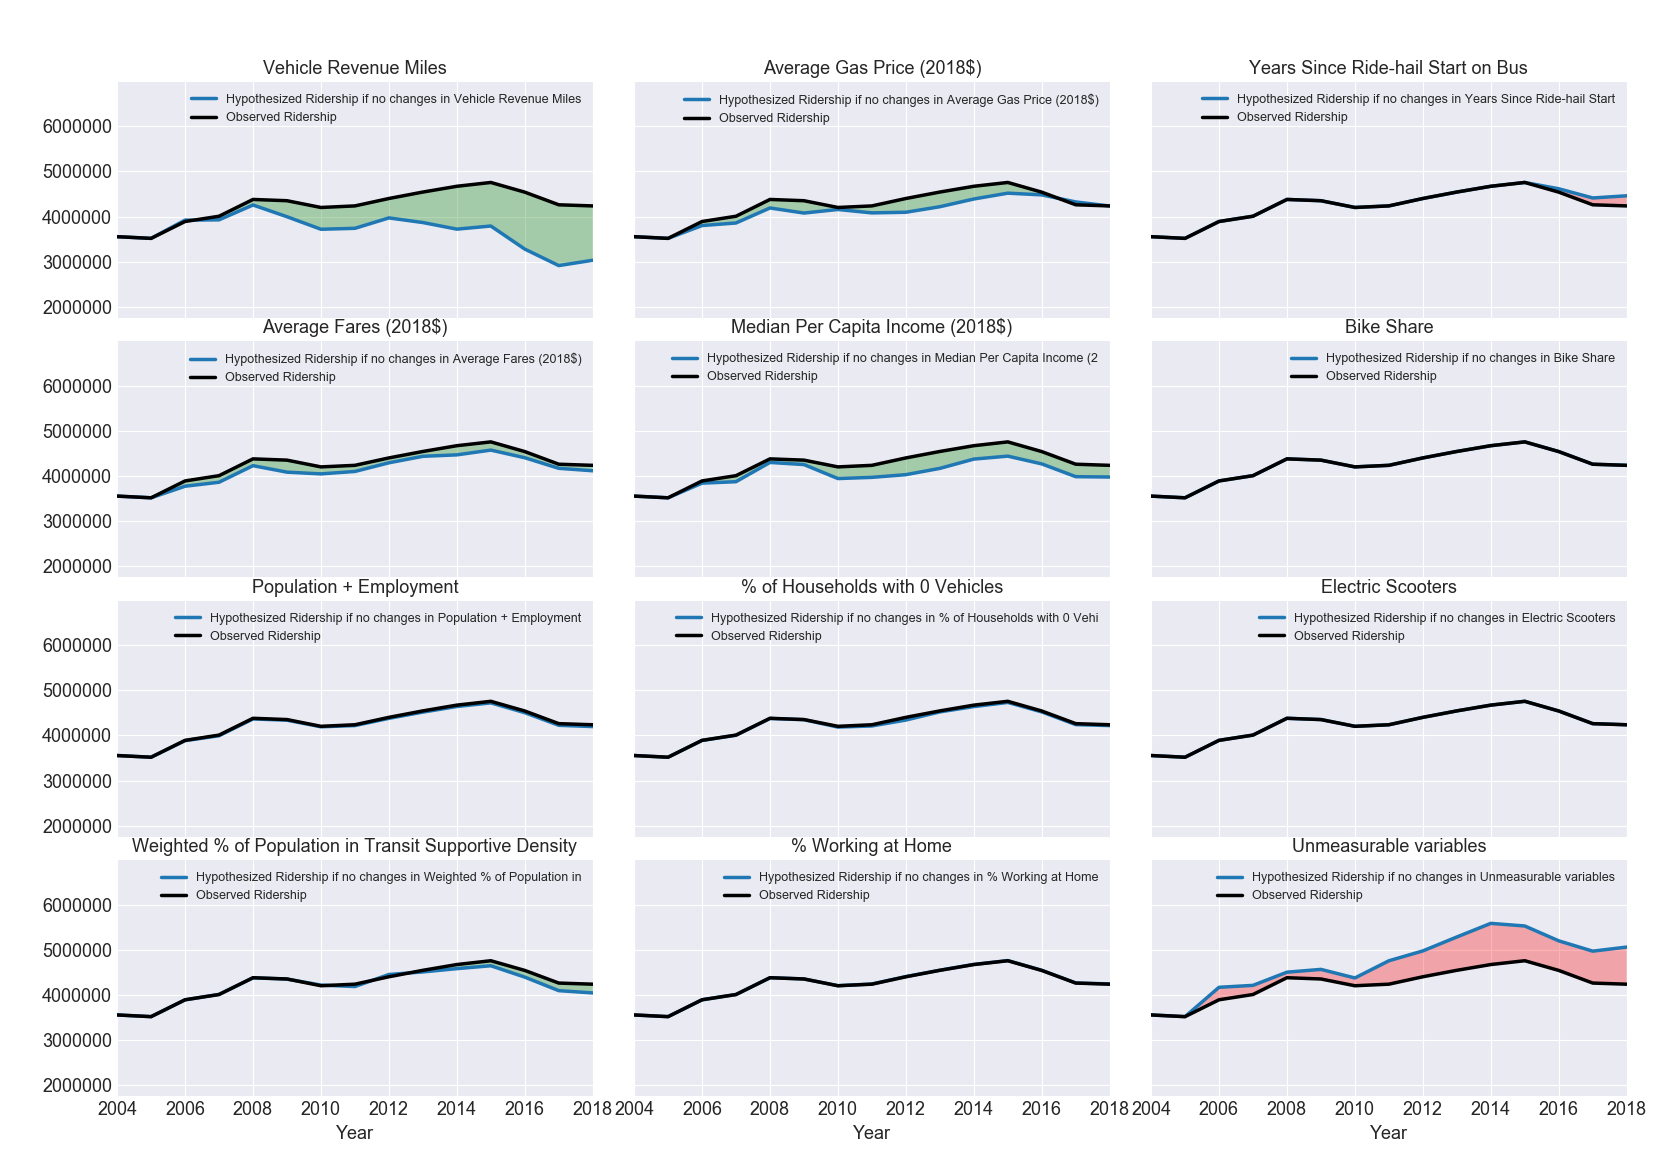 Vehicle Revenue Miles
Hypothesized Ridership if no changes in Vehicle Revenue Miles
Observed Ridership
6000000
5000000
4000000
3000000
2000000
Average Gas Price (2018$)
Hypothesized Ridership if no changes in Average Gas Price (2018$)
Observed Ridership
Years Since Ride-hail Start on Bus
Hypothesized Ridership if no changes in Years Since Ride-hail Start
Observed Ridership
Average Fares (2018$)
Hypothesized Ridership if no changes in Average Fares (2018$)
Observed Ridership
6000000
5000000
4000000
3000000
2000000
Median Per Capita Income (2018$)
Hypothesized Ridership if no changes in Median Per Capita Income (2
Observed Ridership
Bike Share
Hypothesized Ridership if no changes in Bike Share
Observed Ridership
Population + Employment
Hypothesized Ridership if no changes in Population + Employment
Observed Ridership
6000000
5000000
4000000
3000000
2000000
% of Households with 0 Vehicles
Hypothesized Ridership if no changes in % of Households with 0 Vehi
Observed Ridership
Electric Scooters
Hypothesized Ridership if no changes in Electric Scooters
Observed Ridership
Weighted % of Population in Transit Supportive Density
Hypothesized Ridership if no changes in Weighted % of Population in
Observed Ridership
6000000
5000000
4000000
3000000
2000000
2004 2006 2008 2010 2012 2014 2016 2018
Year
% Working at Home
Hypothesized Ridership if no changes in % Working at Home
Observed Ridership
2004 2006 2008 2010 2012 2014 2016 2018
Year
Unmeasurable variables
Hypothesized Ridership if no changes in Unmeasurable variables
Observed Ridership
2004 2006 2008 2010 2012 2014 2016 2018
Year